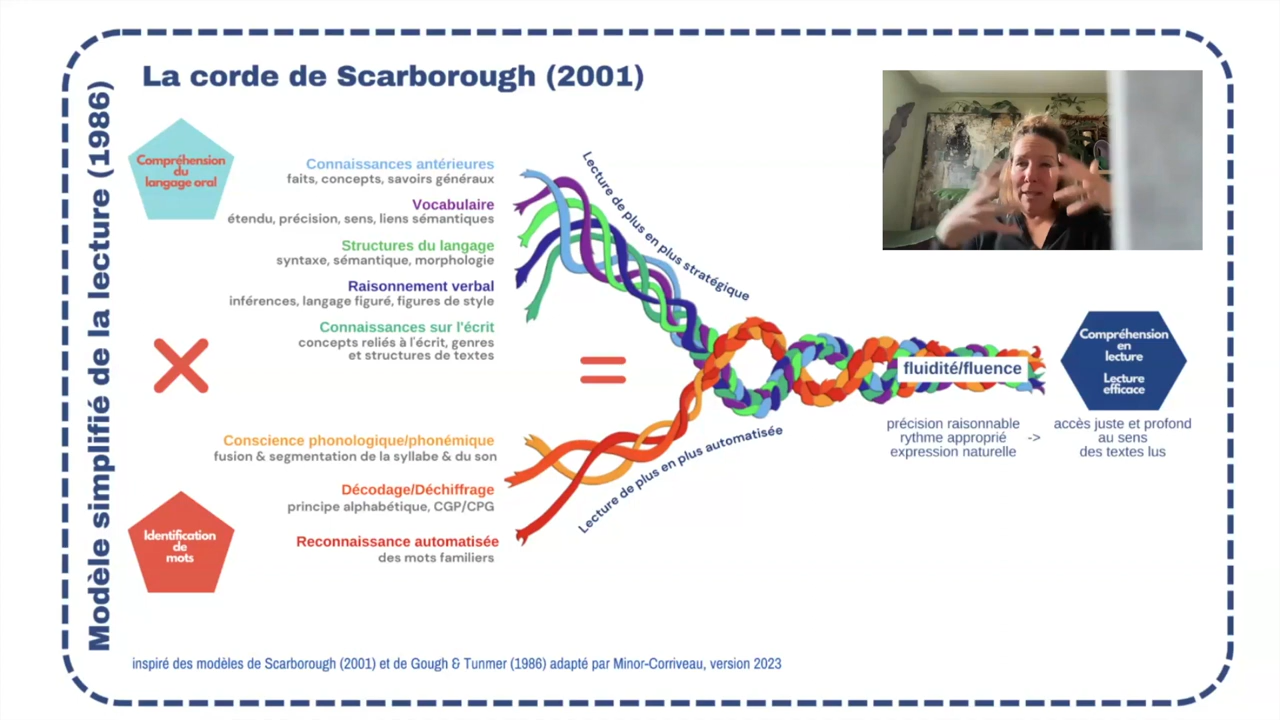 La corde de Scarborough (2001)
Modèle simplifié de la lecture (1986)
Compréhension
du
langage oral
Connaissances antérieures
faits, concepts, savoirs généraux
Vocabulaire
étendu, précision, sens, liens sémantiques
Structures du langage
syntaxe, sémantique, morphologie
Raisonnement verbal
inférences, langage figuré, figures de style
Connaissances sur l'écrit
concepts reliés à l'écrit, genres
et structures de textes
Conscience phonologique/phonémique
fusion & segmentation de la syllabe & du son
Décodage/Déchiffrage
principe alphabétique, CGP/CPG
Reconnaissance automatisée
des mots familiers
Identification
de
mots
Lecture de plus en plus stratégique
Lecture de plus en plus automatisée
fluidité/fluence
précision raisonnable
rythme approprié
expression naturelle
->
Compréhension
en
lecture
Lecture
efficace
accès juste et profond
au sens
des textes lus
inspiré des modèles de Scarborough (2001) et de Gough & Tunmer (1986) adapté par Minor-Corriveau, version 2023